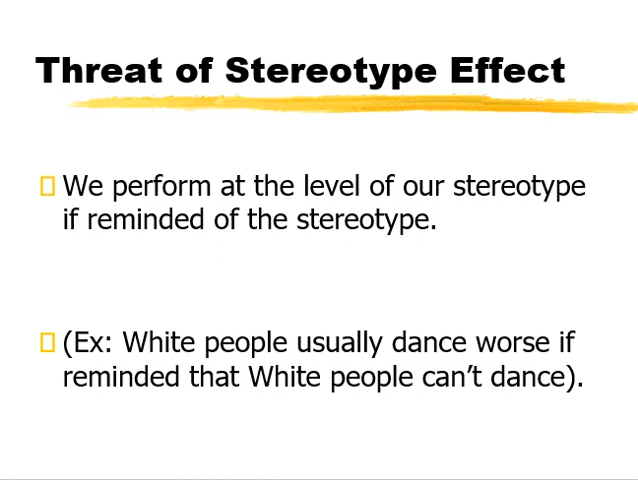 Threat of Stereotype Effect
We perform at the level of our stereotype
if reminded of the stereotype.
(Ex: White people usually dance worse if
reminded that White people can’t dance).